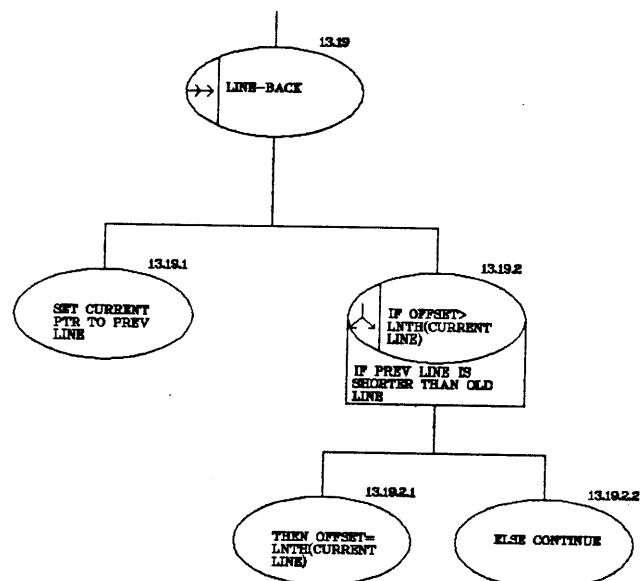 13.19
LINE-BACK
13.19.1
SET CURRENT
PTR TO PREV
LINE
13.19.2
IF OFFSET>
LNTH(CURRENT
LINE)
IF PREV LINE IS
SHORTER THAN OLD
LINE
13.19.2.1
THEN OFFSET=
LNTH(CURRENT
LINE)
13.19.2.2
ELSE CONTINUE